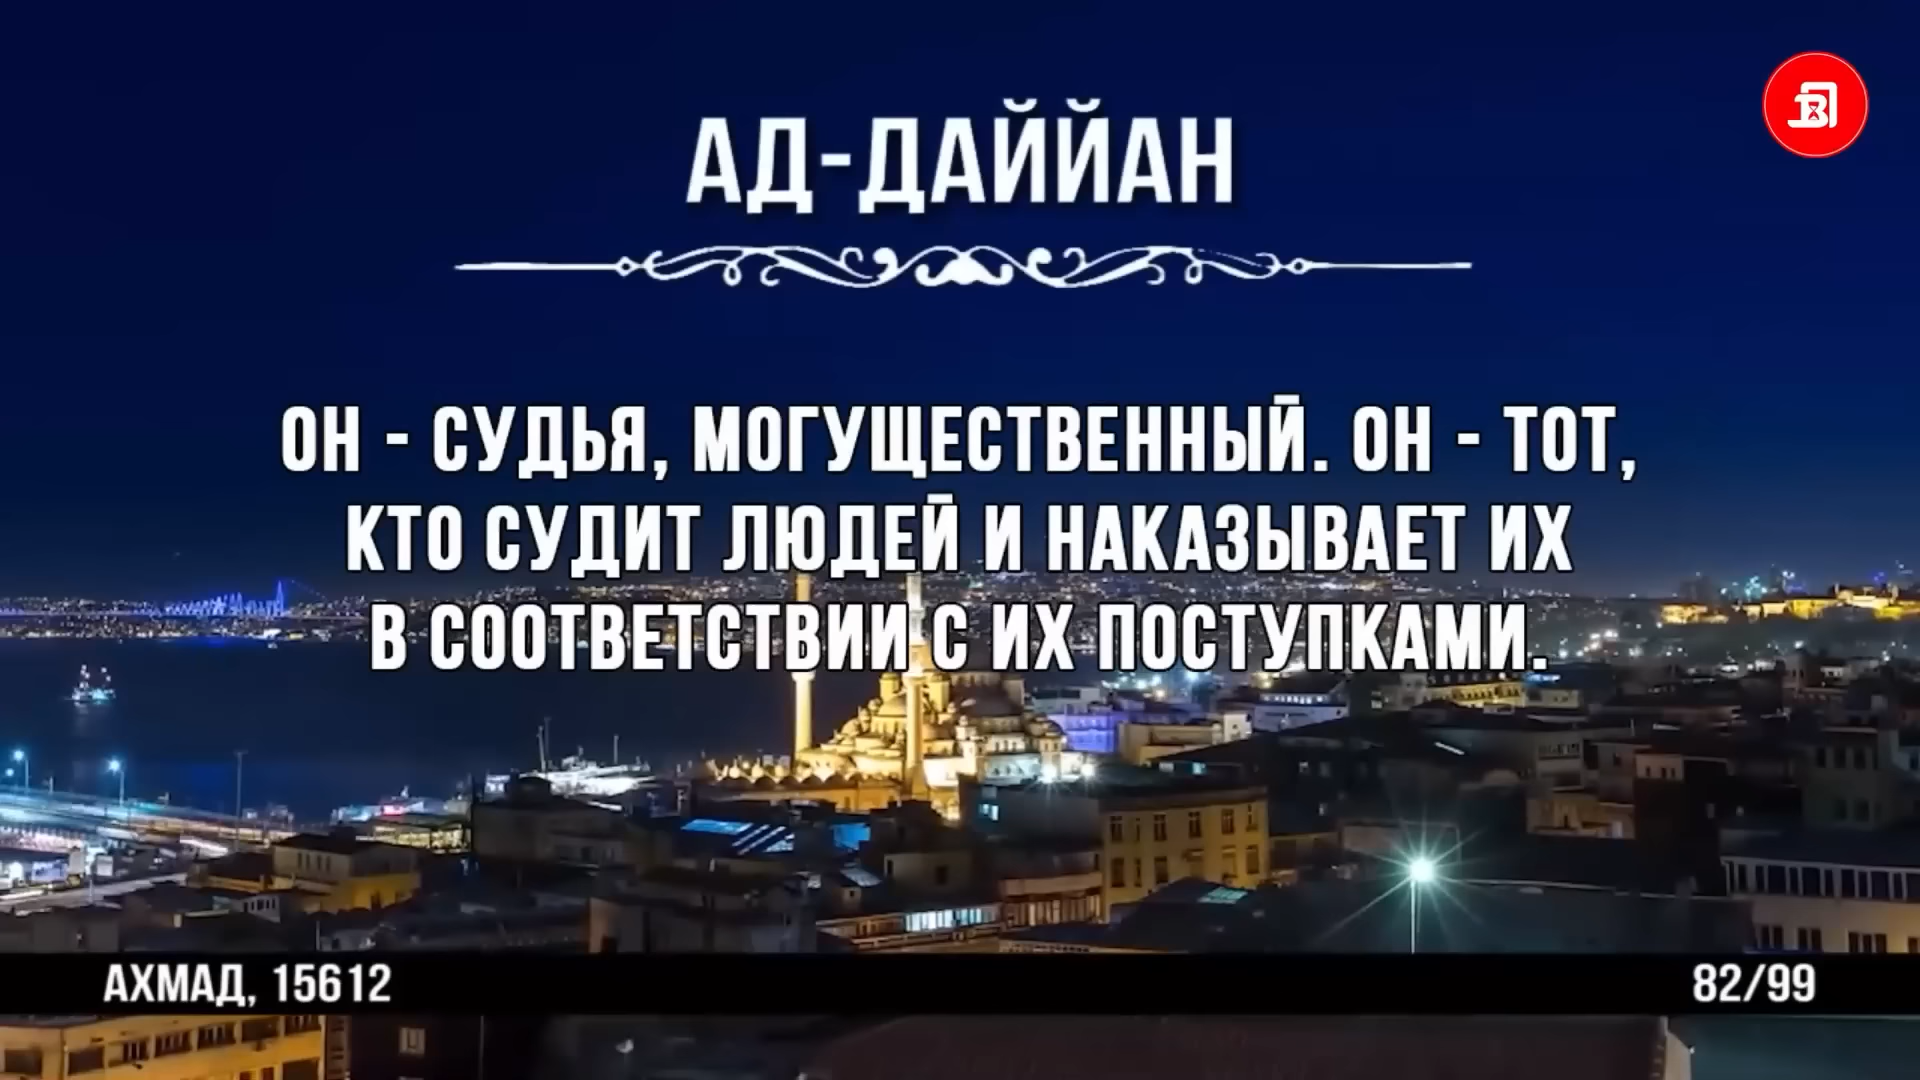 АД-ДАЙЙАН
ОН - СУДЬЯ, МОГУЩЕСТВЕННЫЙ. ОН - ТОТ,
КТО СУДИТ ЛЮДЕЙ И НАКАЗЫВАЕТ ИХ
В СООТВЕТСТВИИ С ИХ ПОСТУПКАМИ.
АХМАД, 15612
82/99